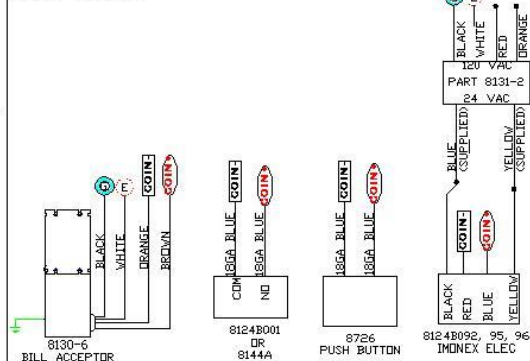 G
BLACK
WHITE
RED
ORANGE
120 VAC
PART 8131-2
24 VAC
BLUE
(SUPPLIED)
YELLOW
(SUPPLIED)
G
E
COIN-
COIN
BLACK
WHITE
ORANGE
BROWN
8130-6
BILL ACCEPTOR
COIN-
COIN
18GA BLUE
18GA BLUE
COM
NO
8124B001
OR
8144A
COIN-
COIN
18GA BLUE
18GA BLUE
8726
PUSH BUTTON
COIN-
COIN
BLACK
RED
BLUE
YELLOW
8124B092, 95, 96
IMONEX ELEC